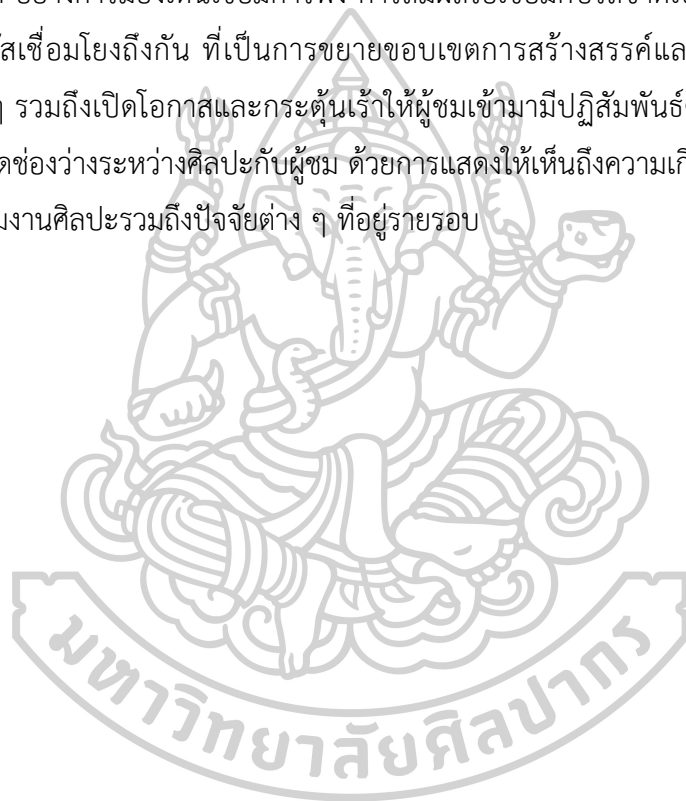 สเชื่อมโยงถึงกัน ที่เป็นการขยายขอบเขตการสร้างสรรค์และ
ๆ รวมถึงเปิดโอกาสและกระตุ้นเร้าให้ผู้ชมเข้ามามีปฏิสัมพันธ์
ดช่องว่างระหว่างศิลปะกับผู้ชม ด้วยการแสดงให้เห็นถึงความเกี่
มงานศิลปะรวมถึงปัจจัยต่าง ๆ ที่อยู่รายรอบ
มหาวิทยาลัยศิลปากร